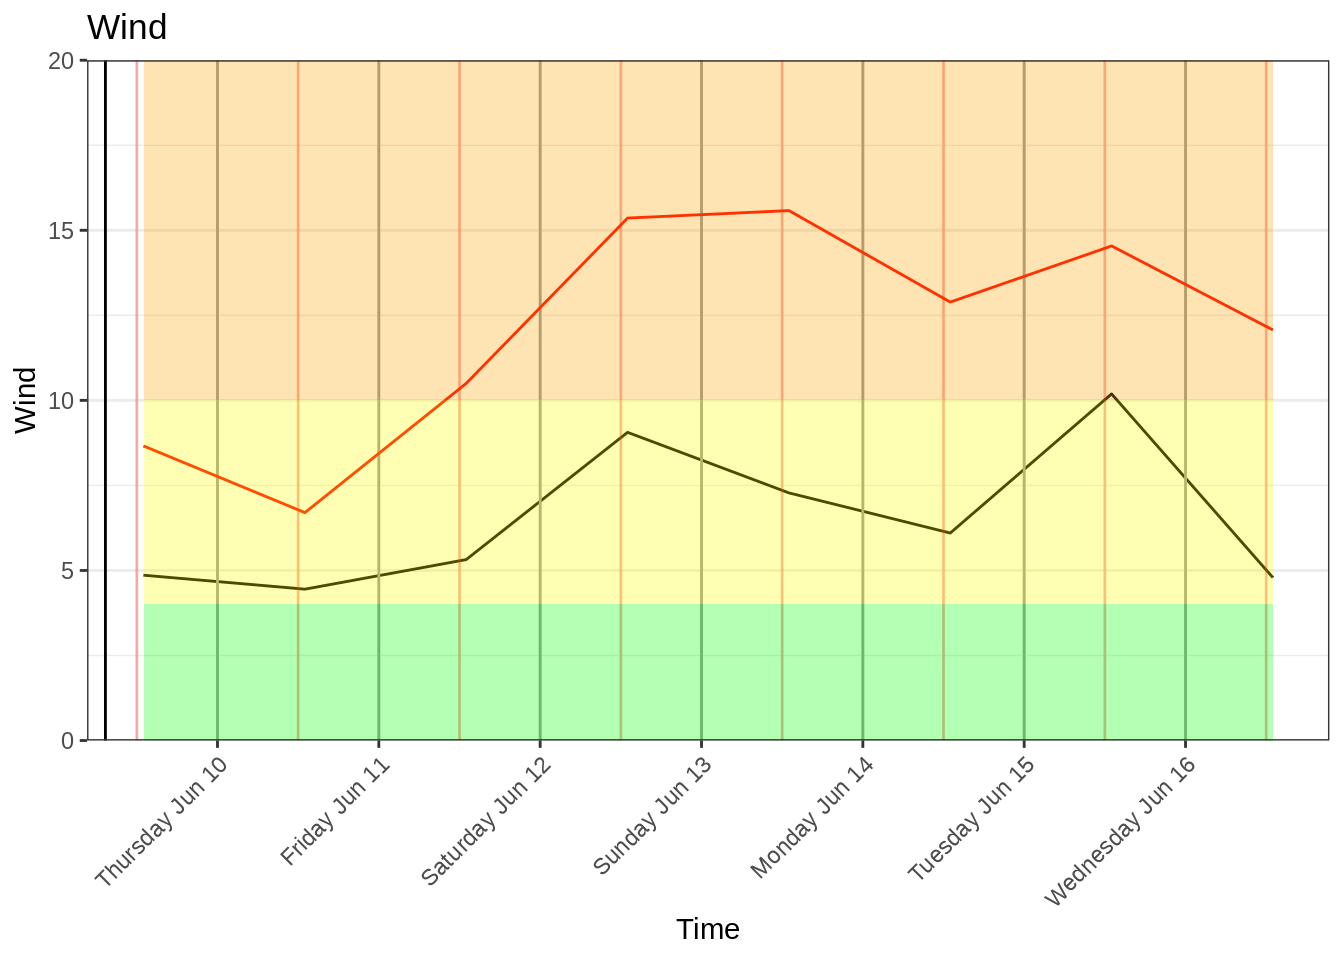 Wind
Wind
20
15
10
5
0
Thursday Jun 10
Friday Jun 11
Saturday Jun 12
Sunday Jun 13
Monday Jun 14
Tuesday Jun 15
Wednesday Jun 16
Time